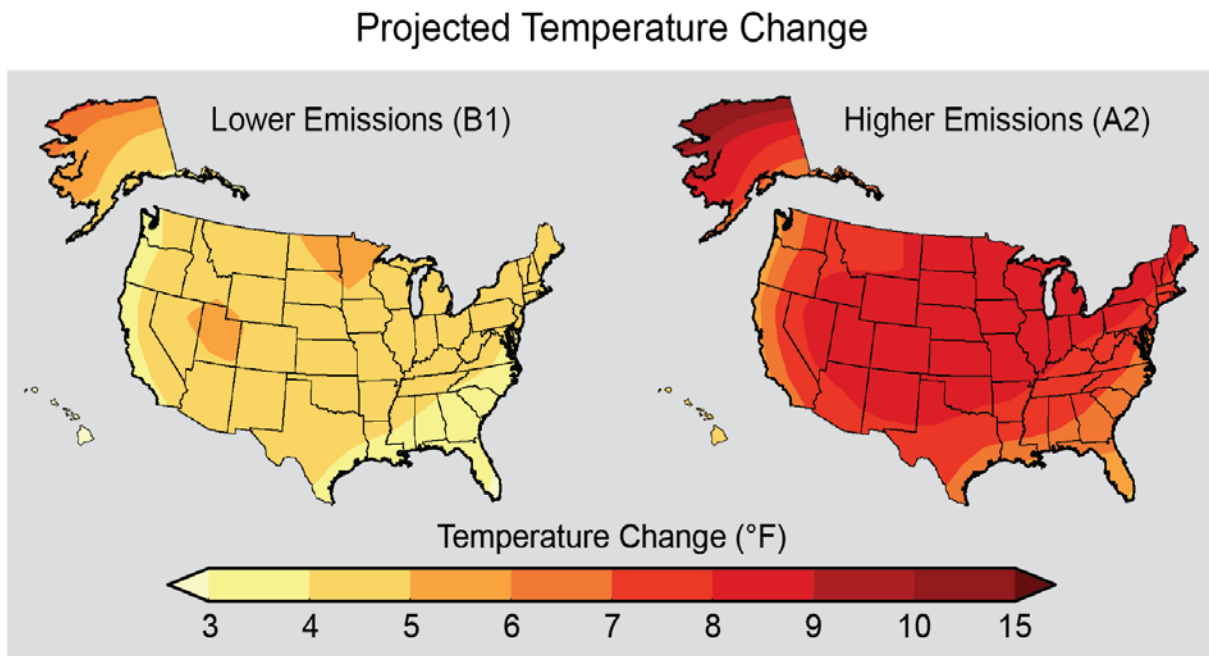 Projected Temperature Change
Lower Emissions (B1)
Higher Emissions (A2)
Temperature Change (°F)
3 4 5 6 7 8 9 10 15